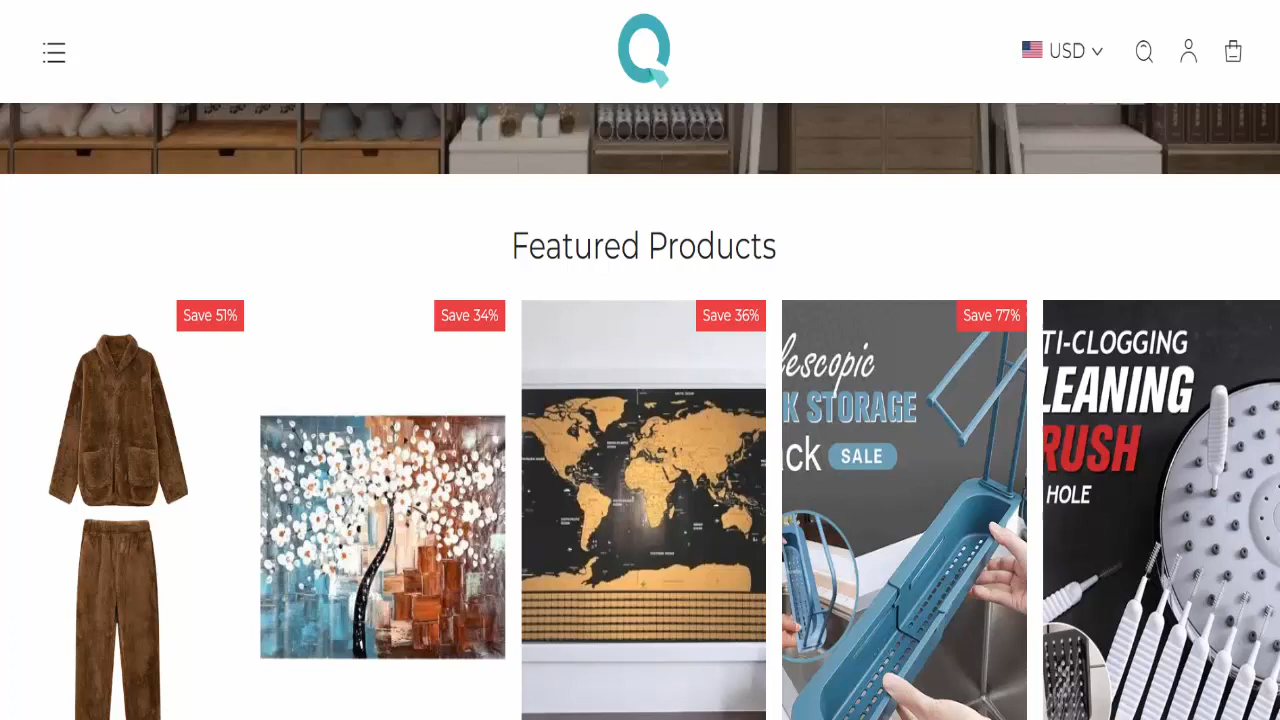 USD
Featured Products
Save 51%
Save 34%
Save 36%
Save 77%
lescopic
K STORAGE
ck SALE
TI-CLOGGING
LEANING
RUSH
HOLE